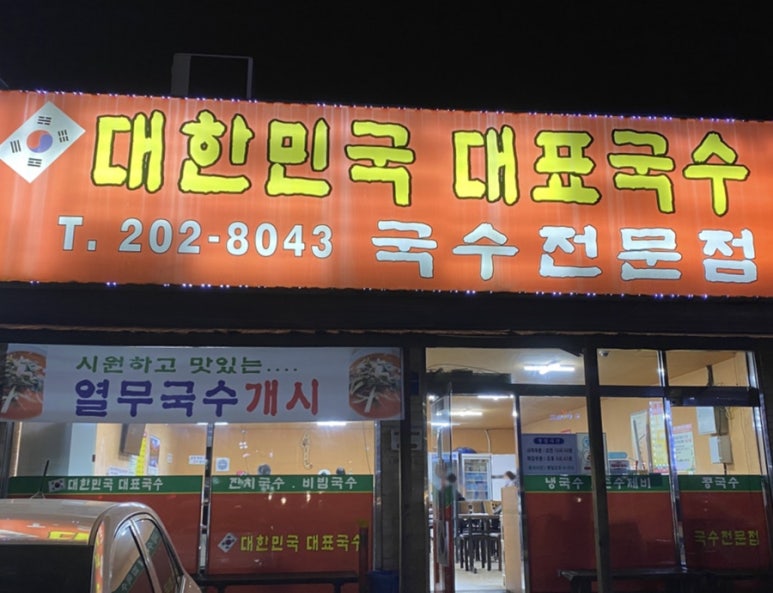 대한민국 대표국수
T. 202-8043 국수전문점
시원하고 맛있는....
열무국수개시
대한민국 대표국수
잔치국수 . 비빔국수
냉국수
콩국수
대한민국 대표국수
국수전문점